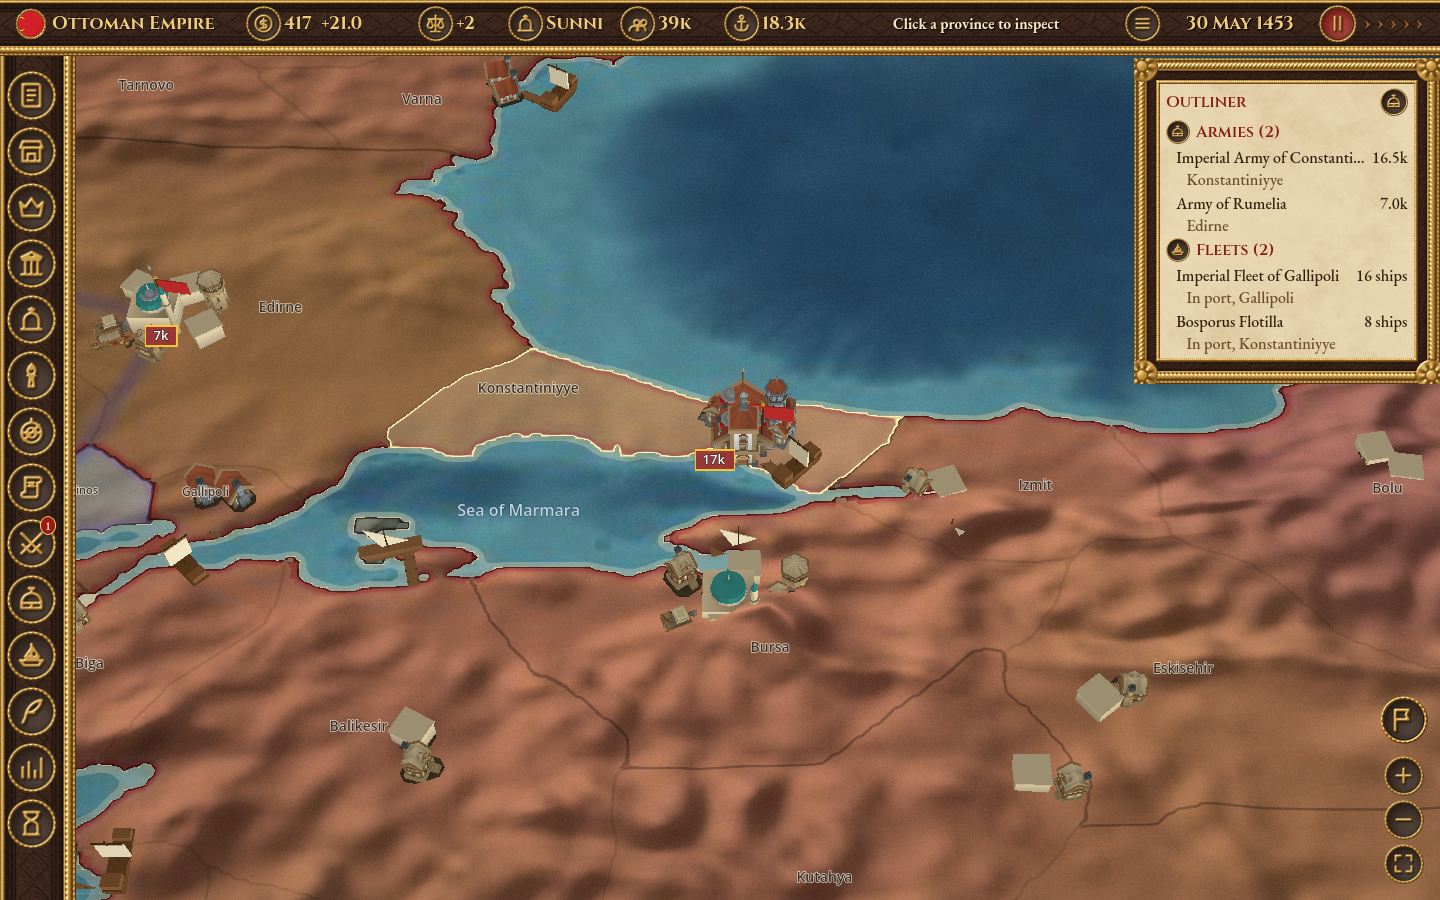 OTTOMAN EMPIRE
417 +21.0
+2
SUNNI
39K
18.3K
Click a province to inspect
30 MAY 1453
OUTLINER
ARMIES (2)
Imperial Army of Constanti... 16.5k
Konstantiniyye
Army of Rumelia 7.0k
Edirne
FLEETS (2)
Imperial Fleet of Gallipoli 16 ships
In port, Gallipoli
Bosporus Flotilla 8 ships
In port, Konstantiniyye
Tarnovo
Varna
Edirne
7k
Konstantiniyye
17k
inos
Gallipoli
Sea of Marmara
Izmit
Bolu
1
Bursa
Biga
Eskisehir
Balikesir
Kutahya